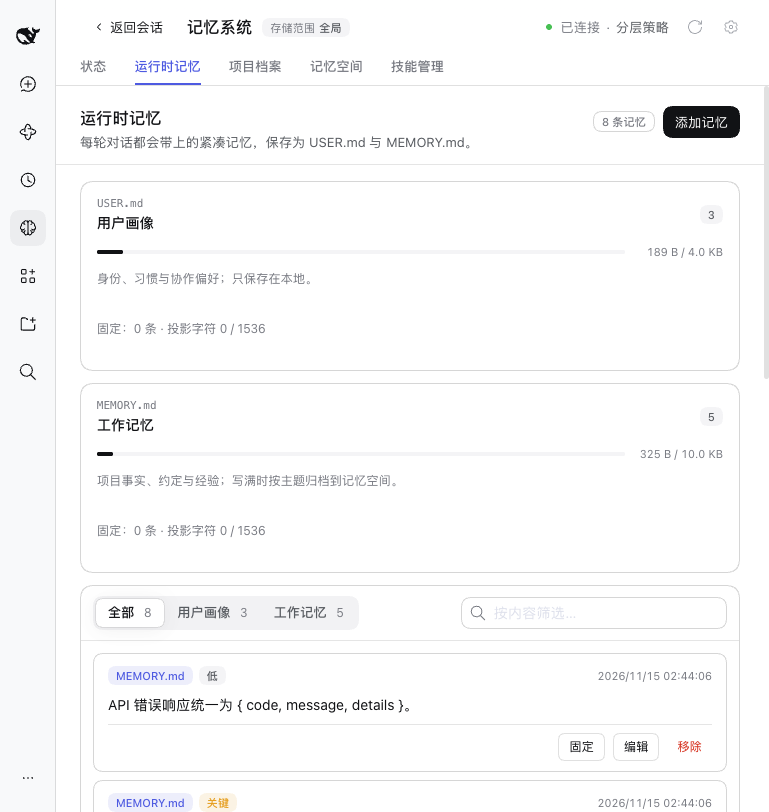 返回会话 记忆系统 存储范围 全局 已连接 · 分层策略
状态 运行时记忆 项目档案 记忆空间 技能管理
运行时记忆
8 条记忆 添加记忆
每轮对话都会带上的紧凑记忆，保存为 USER.md 与 MEMORY.md。
USER.md
用户画像
3
189 B / 4.0 KB
身份、习惯与协作偏好；只保存在本地。
固定：0 条 · 投影字符 0 / 1536
MEMORY.md
工作记忆
5
325 B / 10.0 KB
项目事实、约定与经验；写满时按主题归档到记忆空间。
固定：0 条 · 投影字符 0 / 1536
全部 8 用户画像 3 工作记忆 5 按内容筛选...
MEMORY.md 低 2026/11/15 02:44:06
API 错误响应统一为 { code, message, details }。
固定 编辑 移除
MEMORY.md 关键 2026/11/15 02:44:06